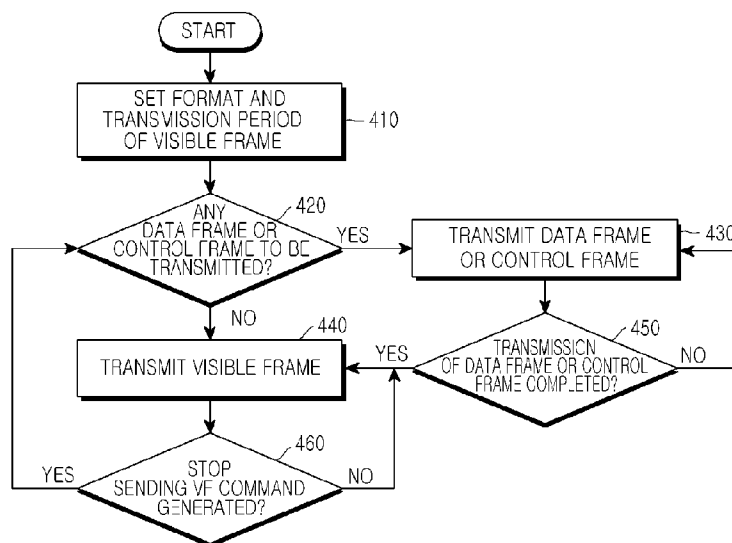 START
SET FORMAT AND
TRANSMISSION PERIOD
OF VISIBLE FRAME
410
ANY
DATA FRAME OR
CONTROL FRAME TO BE
TRANSMITTED?
420
YES
NO
TRANSMIT DATA FRAME
OR CONTROL FRAME
430
TRANSMIT VISIBLE FRAME
440
YES
TRANSMISSION
OF DATA FRAME OR CONTROL
FRAME COMPLETED?
450
NO
STOP
SENDING VF COMMAND
GENERATED?
460
YES
NO